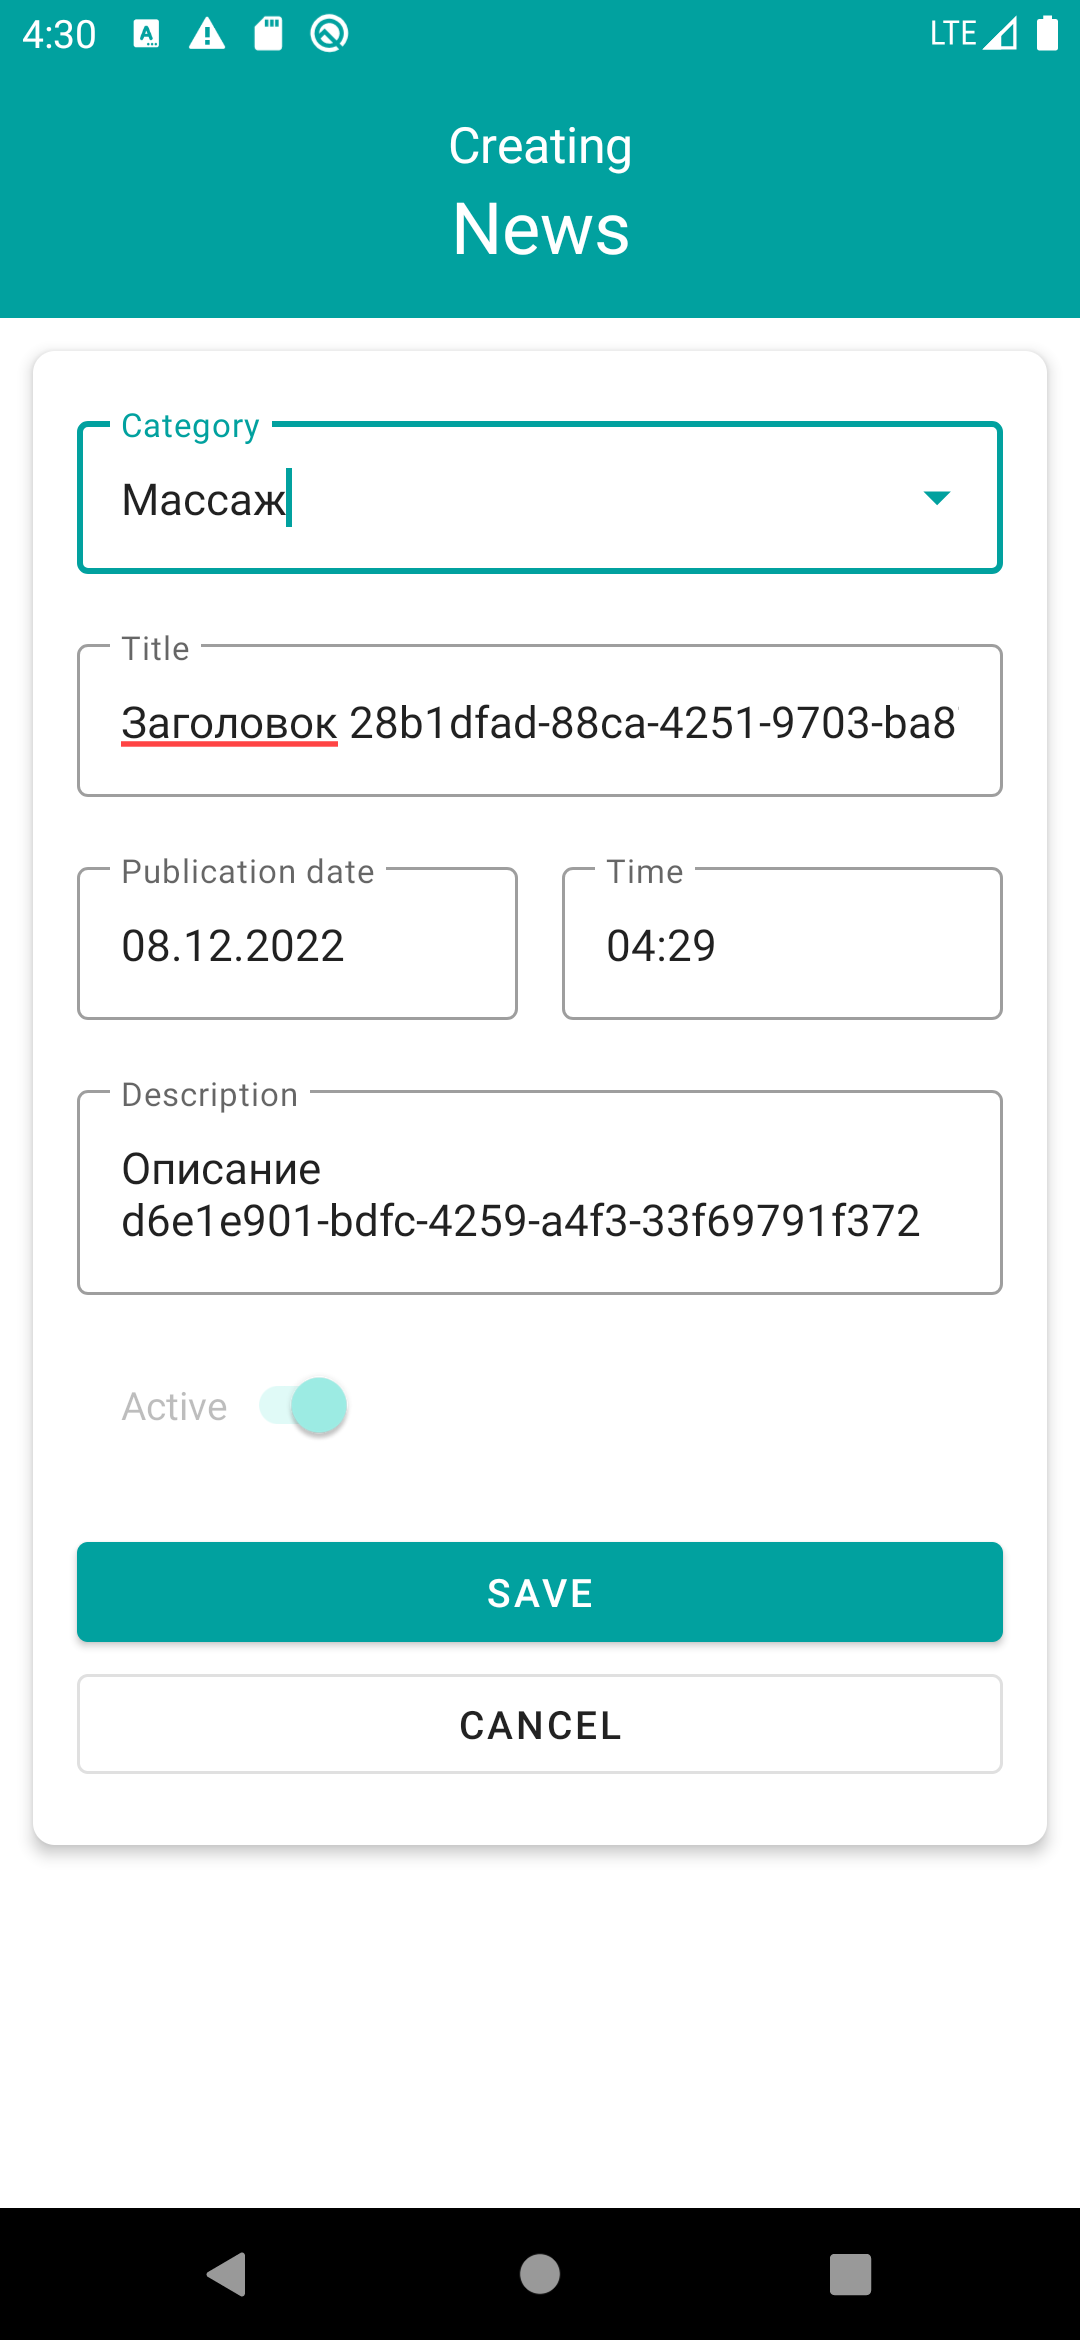 4:30
LTE
Creating
News
Category
Массаж
Title
Заголовок 28b1dfad-88ca-4251-9703-ba8
Publication date
08.12.2022
Time
04:29
Description
Описание
d6e1e901-bdfc-4259-a4f3-33f69791f372
Active
SAVE
CANCEL